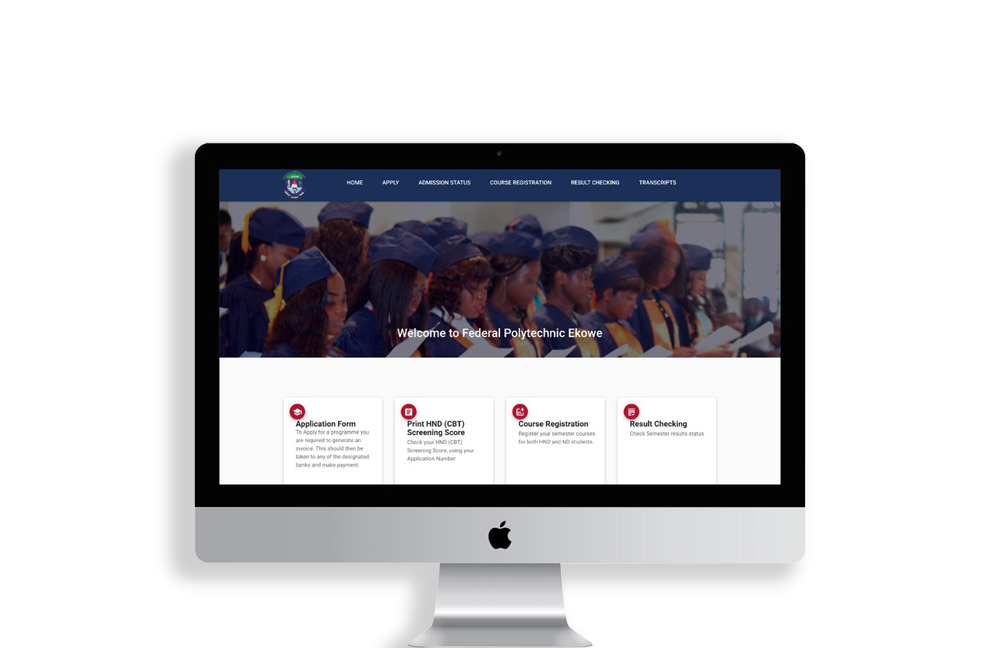 HOME APPLY ADMISSION STATUS COURSE REGISTRATION RESULT CHECKING TRANSCRIPTS
Welcome to Federal Polytechnic Ekowe
Application Form
To Apply for a programme you
are required to generate an
invoice. This should then be
taken to any of the designated
banks and make payment.
Print HND (CBT)
Screening Score
Check your HND (CBT)
Screening Score, using your
Application Number
Course Registration
Register your semester courses
for both HND and ND students.
Result Checking
Check Semester results status